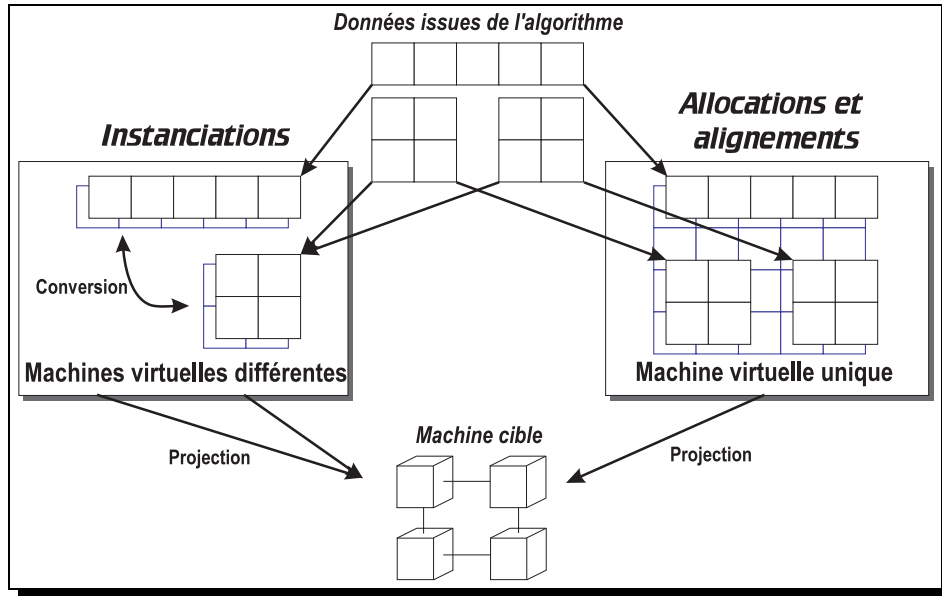 Données issues de l'algorithme
Instanciations
Allocations et
alignements
Conversion
Machines virtuelles différentes
Machine virtuelle unique
Machine cible
Projection
Projection